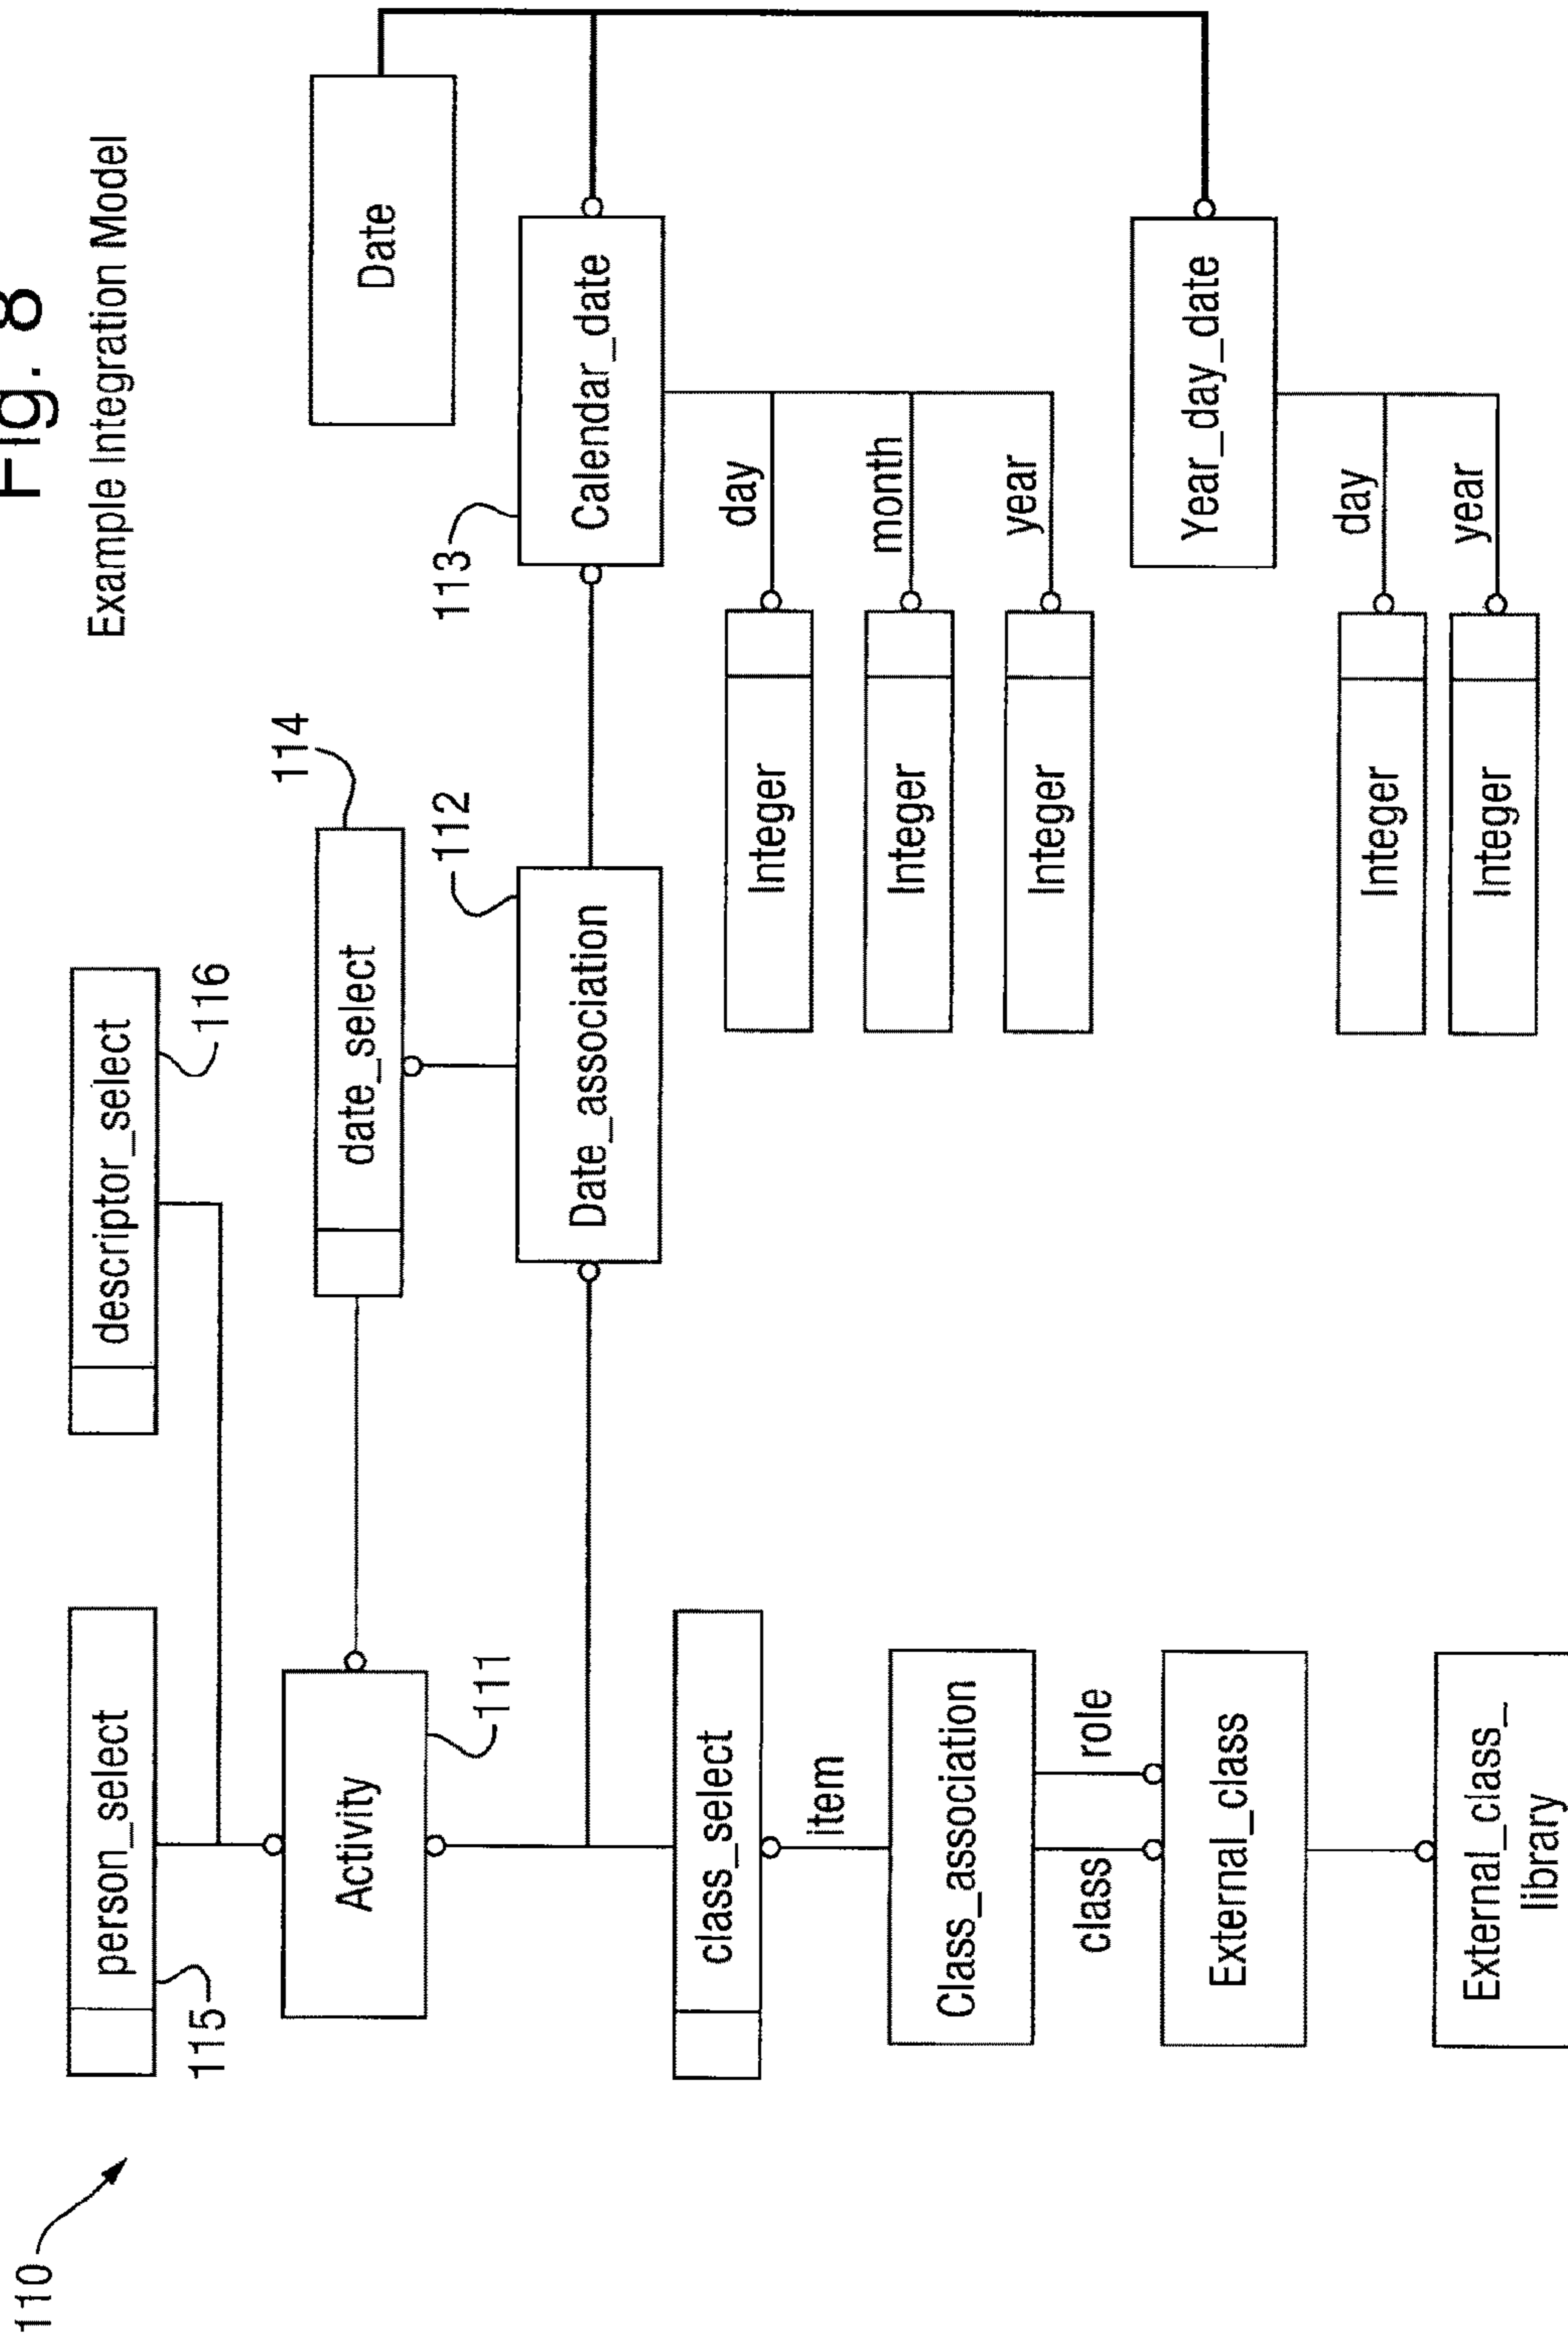 Fig. 8
Example Integration Model
110
115
person_select
descriptor_select
116
Activity
111
date_select
114
Date
112
Date_association
113
Calendar_date
class_select
item
Class_association
class
role
External_class
External_class_
library
Integer
day
Integer
month
Integer
year
Year_day_date
Integer
day
Integer
year